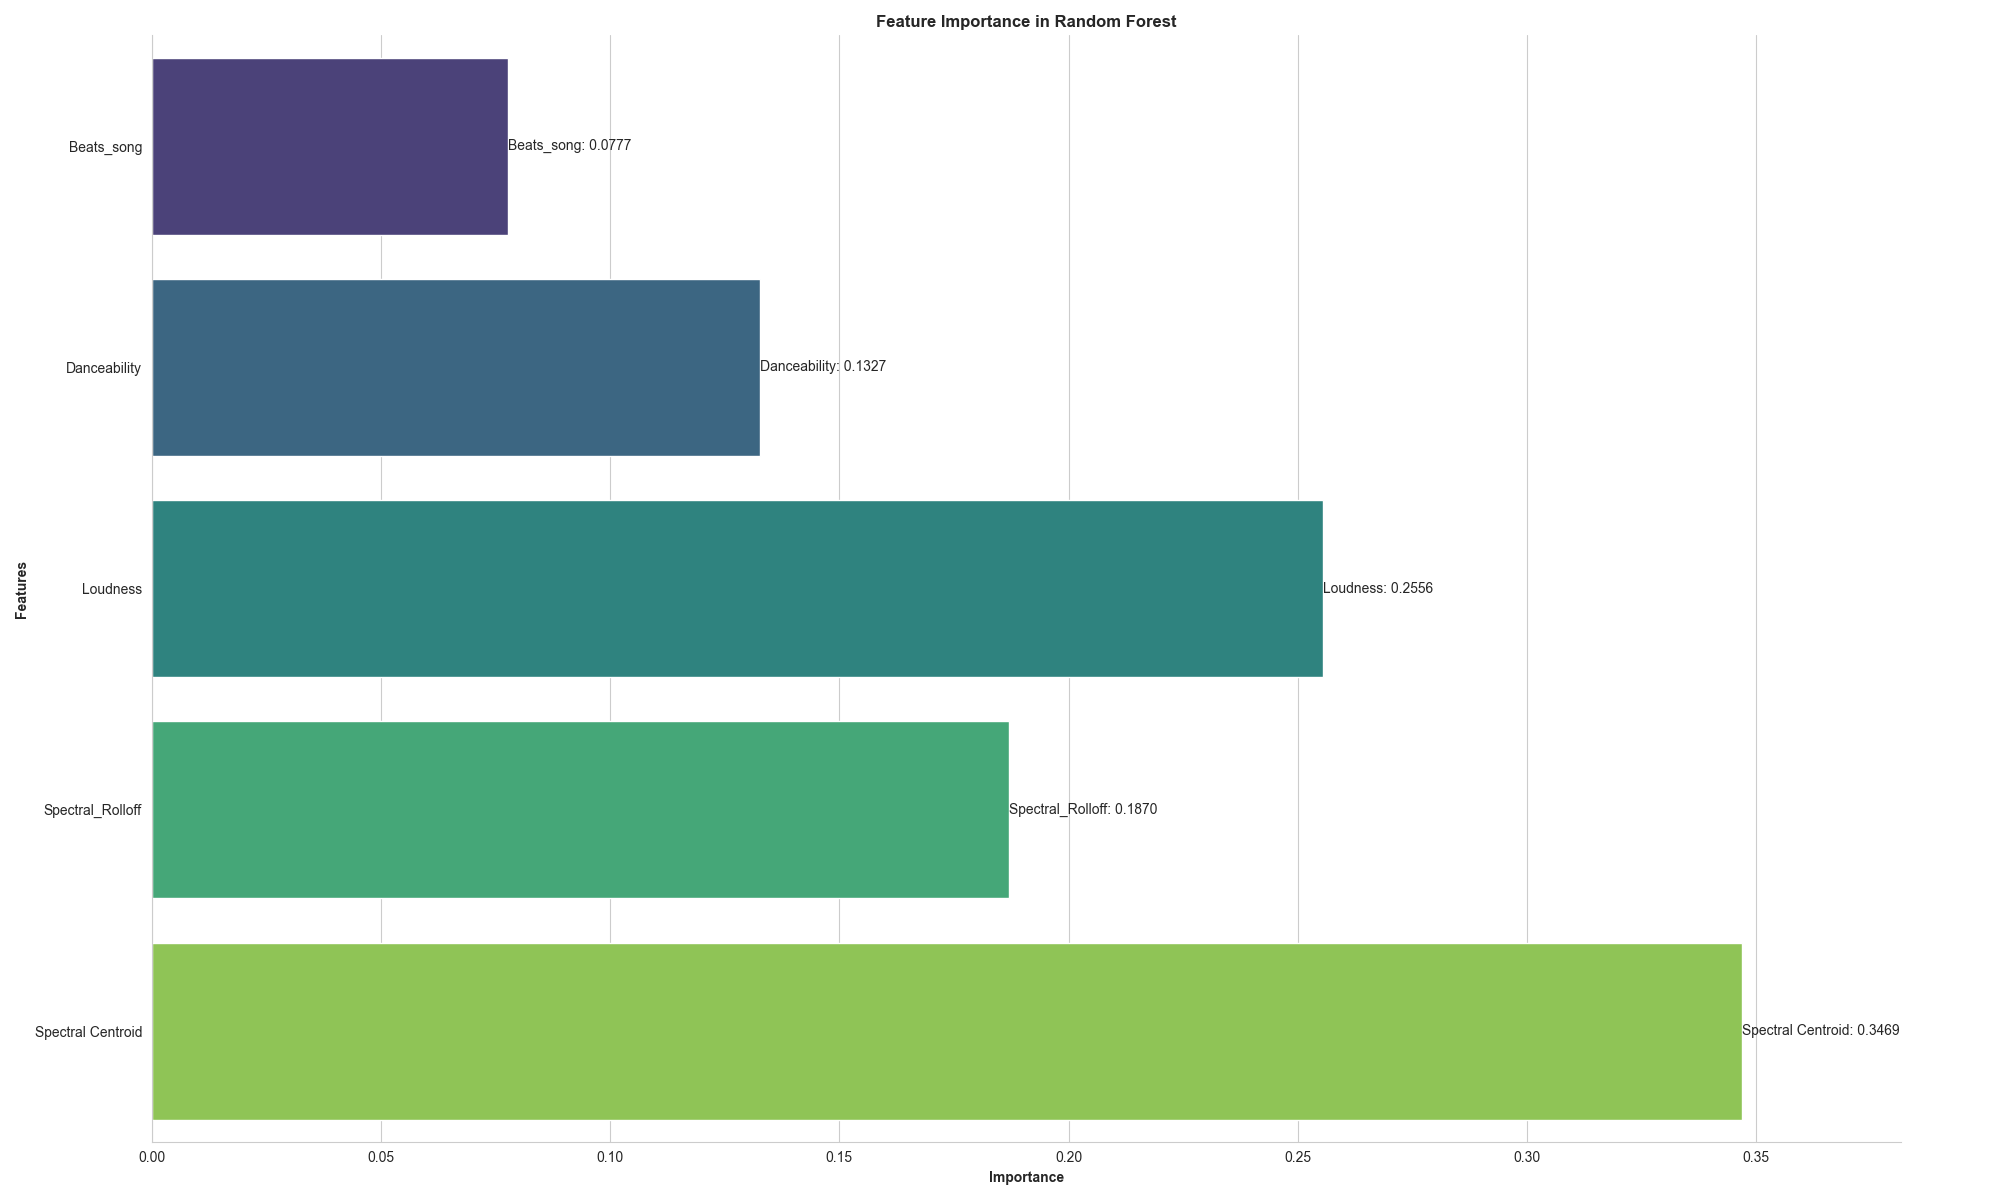 Feature Importance in Random Forest
Beats_song
Beats_song: 0.0777
Danceability
Danceability: 0.1327
Loudness
Loudness: 0.2556
Features
Spectral_Rolloff
Spectral_Rolloff: 0.1870
Spectral Centroid
Spectral Centroid: 0.3469
0.00 0.05 0.10 0.15 0.20 0.25 0.30 0.35
Importance